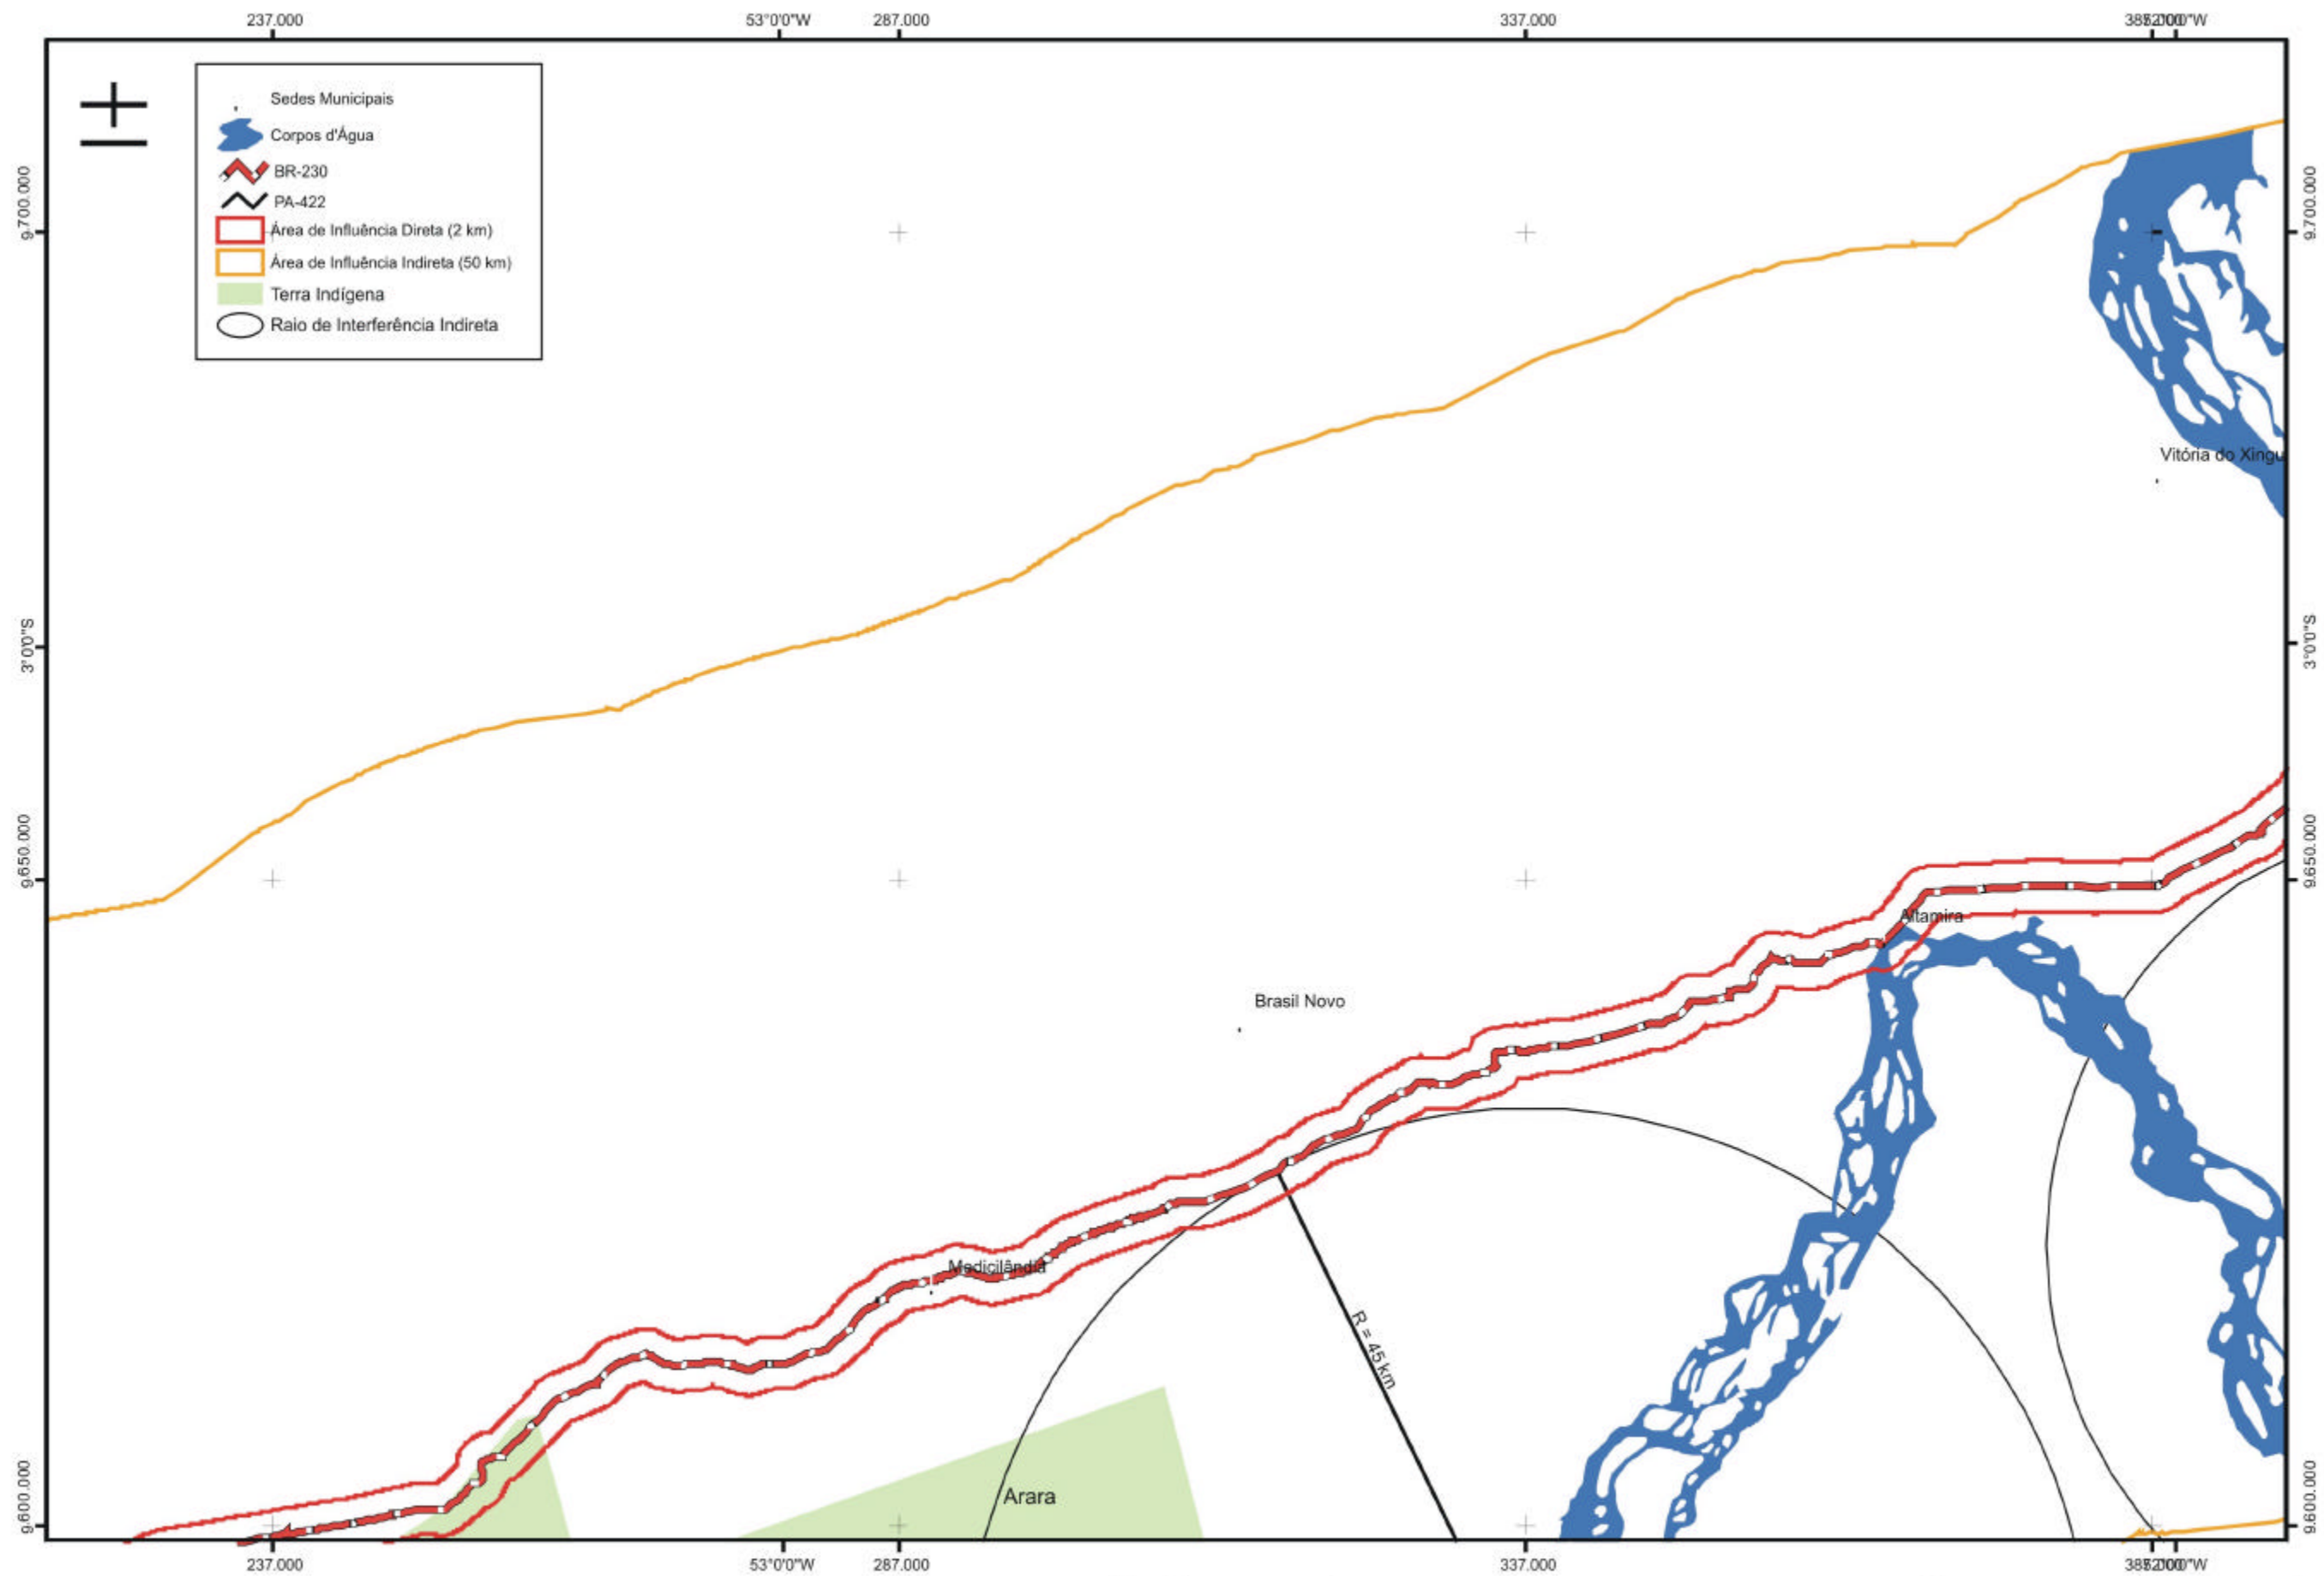 237.000
53°0'0"W
287.000
337.000
Sedes Municipais
Corpos d'Água
BR-230
PA-422
Área de Influência Direta (2 km)
Área de Influência Indireta (50 km)
Terra Indígena
Raio de Interferência Indireta
9.700.000
9.700.000
Vitória do Xingu
3°0'0"S
3°0'0"S
9.650.000
9.650.000
Altamira
Brasil Novo
Medicilândia
R = 45 km
Arara
9.600.000
9.600.000
237.000
53°0'0"W
287.000
337.000